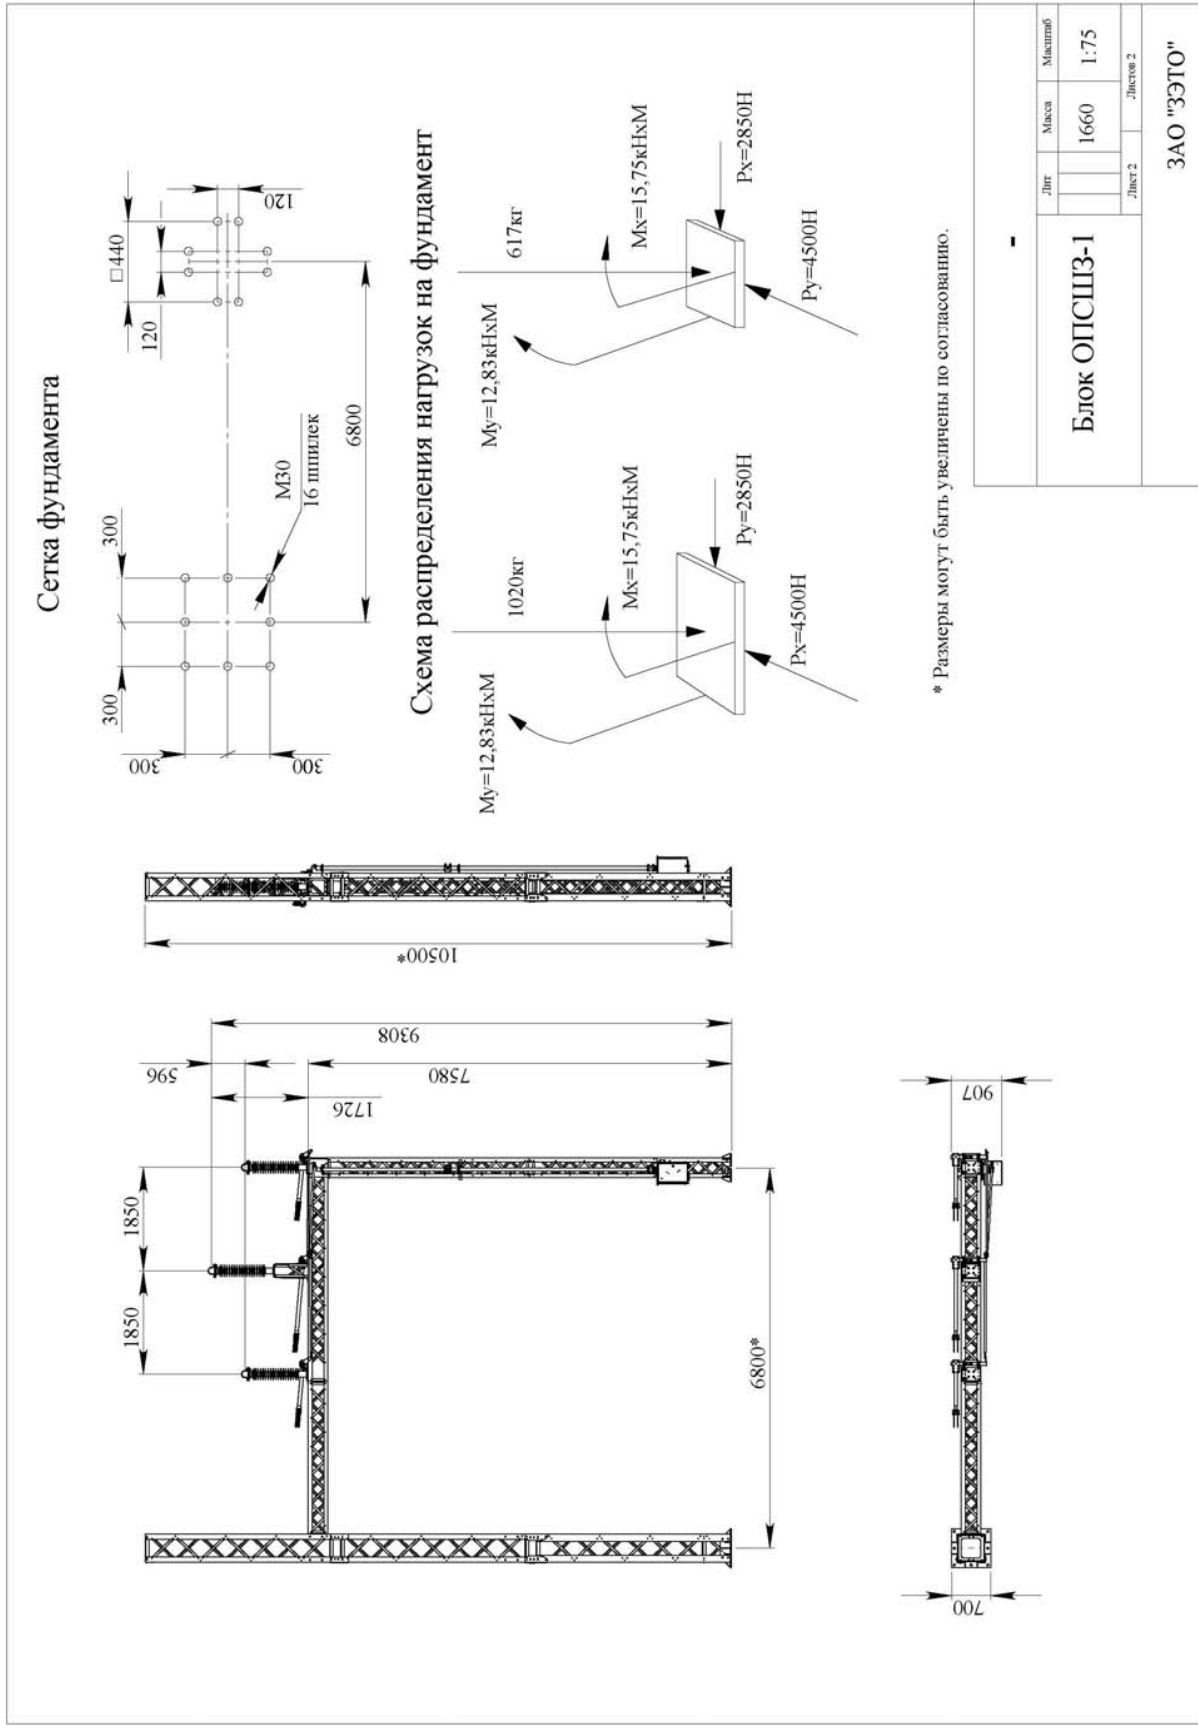 Сетка фундамента
□440
120
120
300
300
300
300
М30
16 шпилек
6800
Схема распределения нагрузок на фундамент
Му=12,83кНхМ
1020кг
Мх=15,75кНхМ
Ру=2850Н
Рх=4500Н
Му=12,83кНхМ
617кг
Мх=15,75кНхМ
Рх=2850Н
Ру=4500Н
* Размеры могут быть увеличены по согласованию.
10500*
1850
1850
596
1726
9308
7580
6800*
700
907
-
Блок ОПСШЗ-1
Лит
Масса
Масштаб
1660
1:75
Лист 2
Листов 2
ЗАО "ЗЭТО"